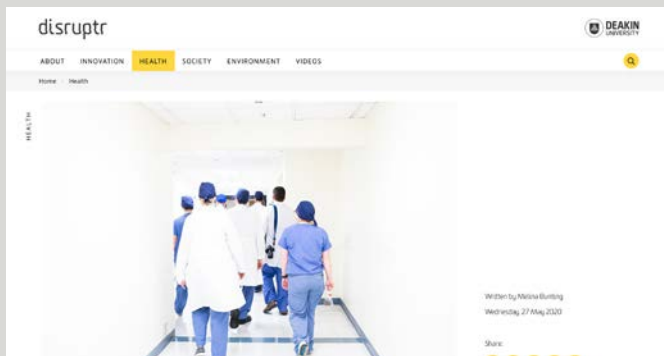 disruptr
DEAKIN
UNIVERSITY
ABOUT INNOVATION HEALTH SOCIETY ENVIRONMENT VIDEOS
Home Health
HEALTH
Written by Melina Bunting
Wednesday, 27 May 2020
Share: